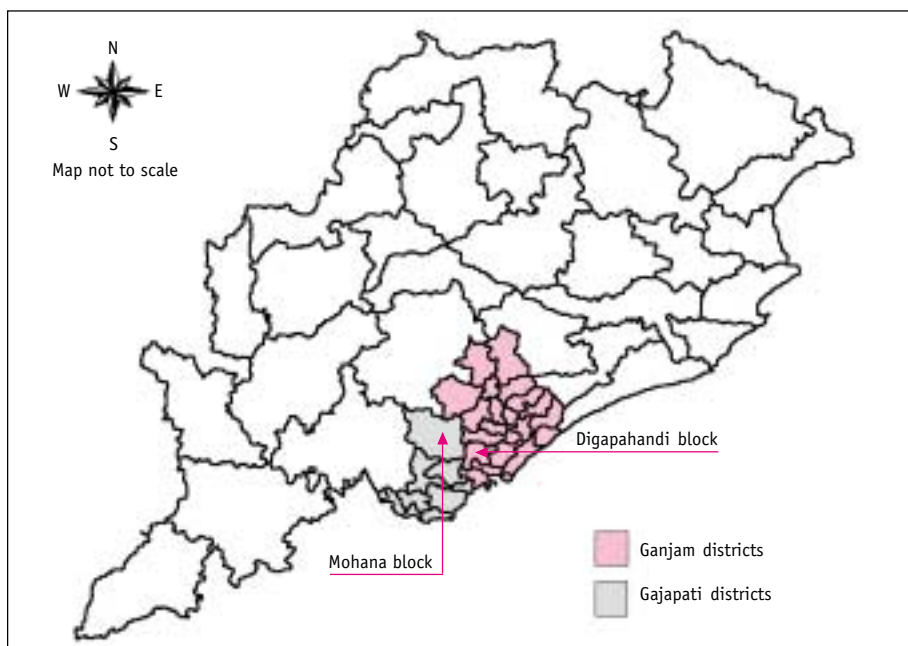 N
W E
S
Map not to scale
Digapahandi block
Mohana block
Ganjam districts
Gajapati districts